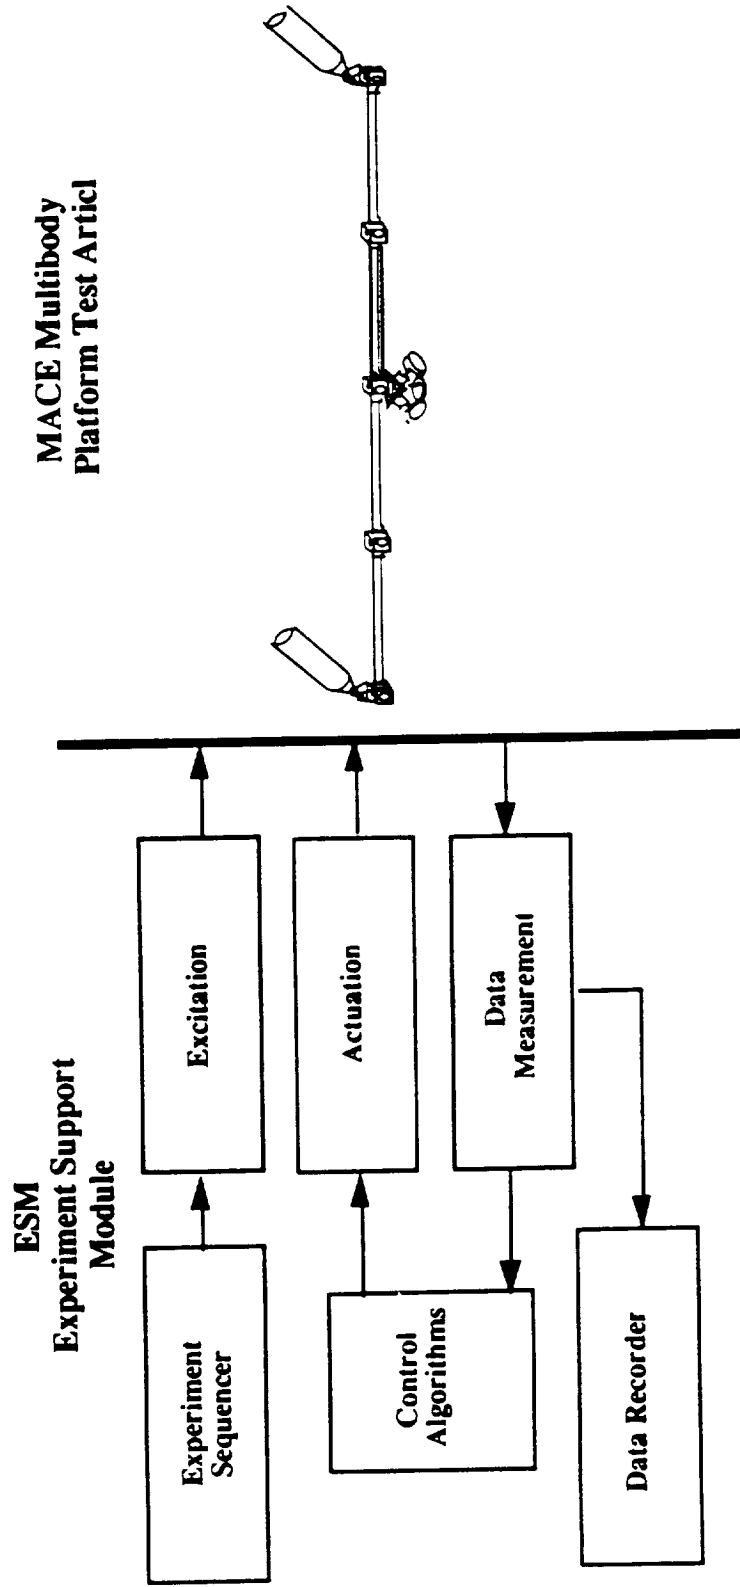 ESM
Experiment Support
Module
MACE Multibody
Platform Test Articl
Experiment
Sequencer
Excitation
Control
Algorithms
Actuation
Data
Measurement
Data Recorder